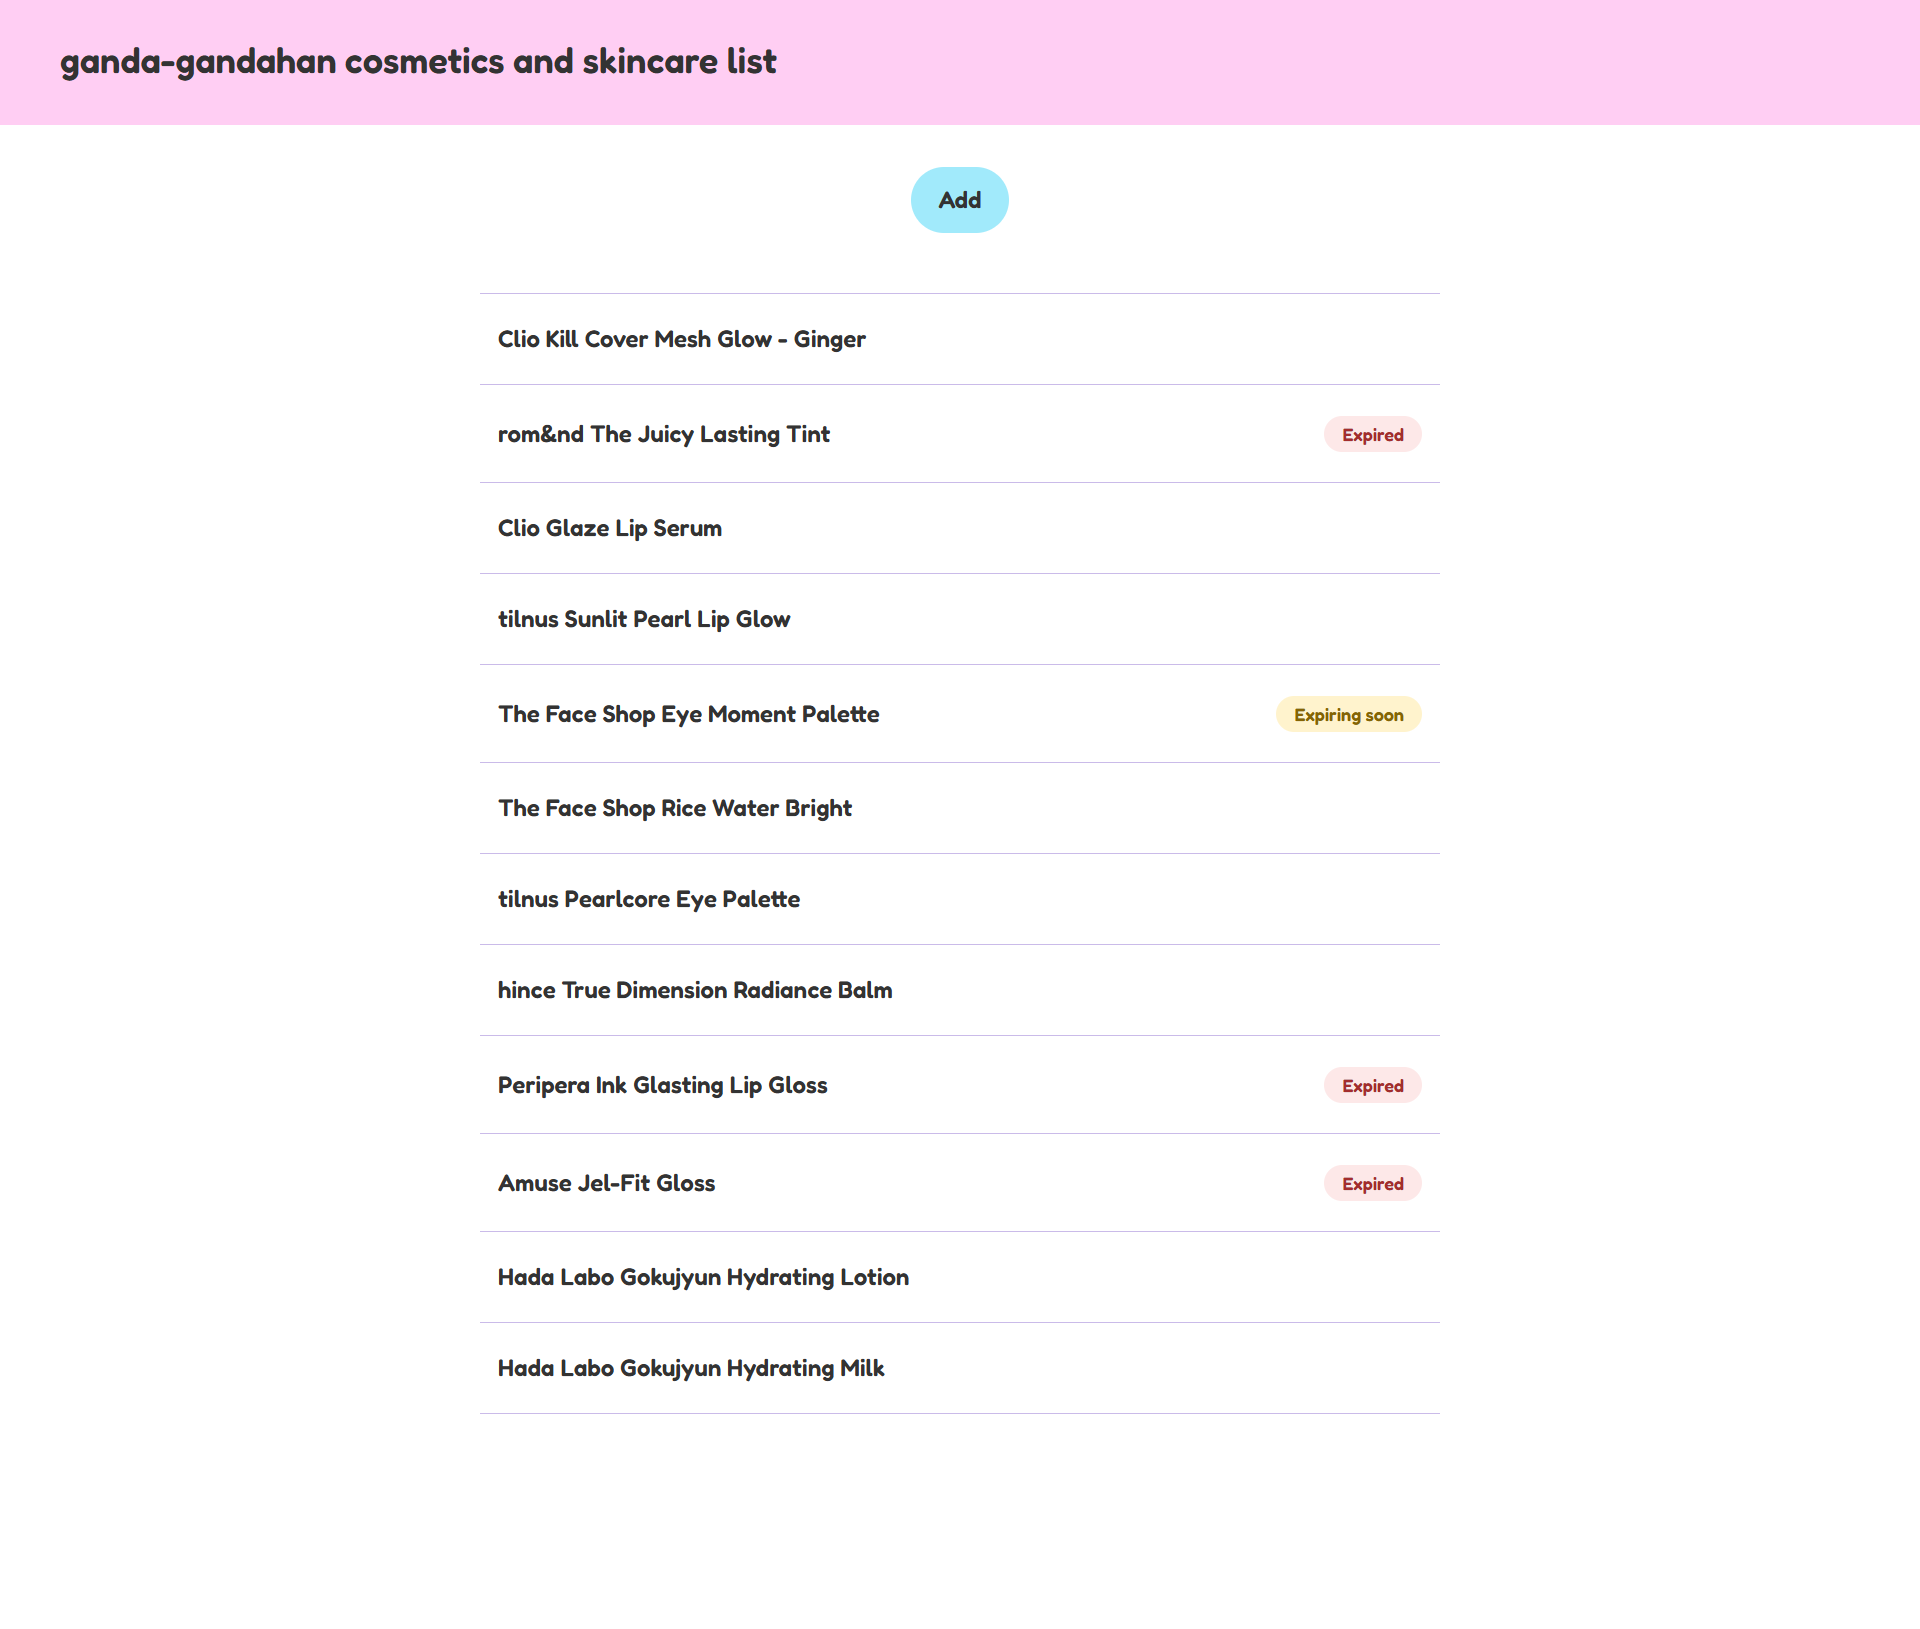 ganda-gandahan cosmetics and skincare list
Add
Clio Kill Cover Mesh Glow - Ginger
rom&nd The Juicy Lasting Tint
Expired
Clio Glaze Lip Serum
tilnus Sunlit Pearl Lip Glow
The Face Shop Eye Moment Palette
Expiring soon
The Face Shop Rice Water Bright
tilnus Pearlcore Eye Palette
hince True Dimension Radiance Balm
Peripera Ink Glasting Lip Gloss
Expired
Amuse Jel-Fit Gloss
Expired
Hada Labo Gokujyun Hydrating Lotion
Hada Labo Gokujyun Hydrating Milk